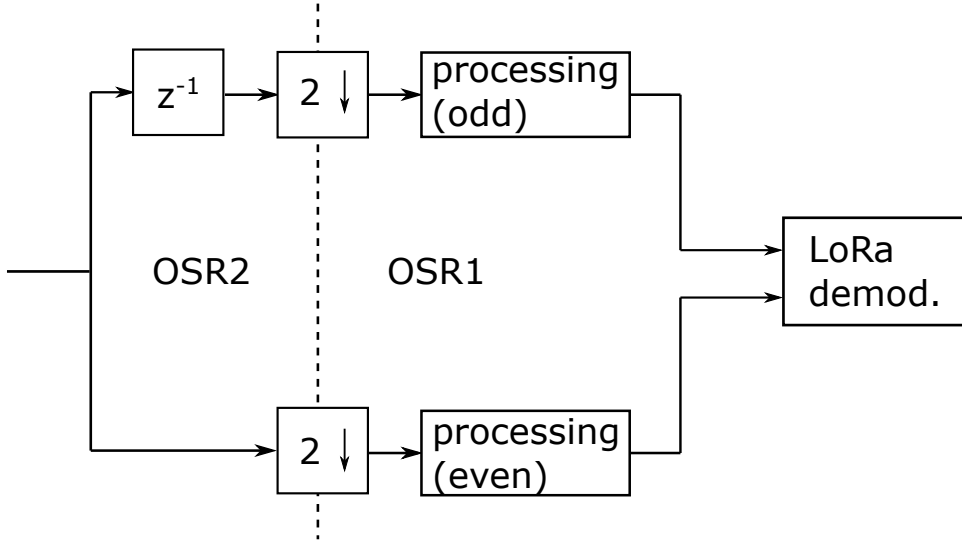 z⁻¹
2 ↓
processing
(odd)
OSR2
OSR1
LoRa
demod.
2 ↓
processing
(even)